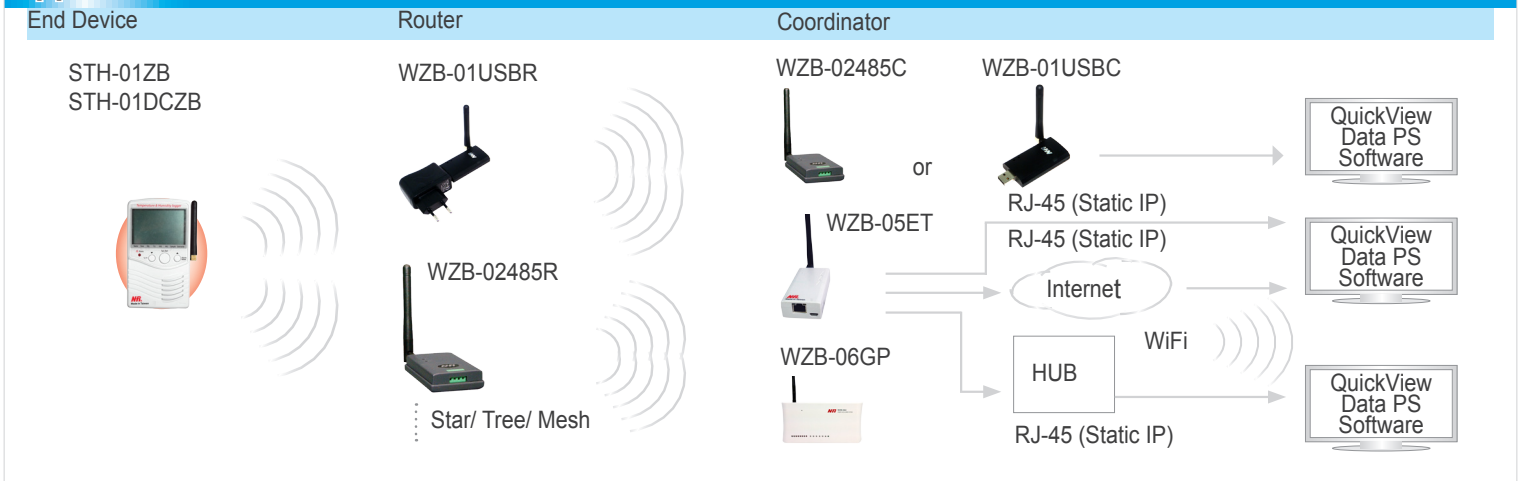 End Device
Router
Coordinator
STH-01ZB
STH-01DCZB
WZB-01USBR
WZB-02485R
Star/ Tree/ Mesh
WZB-02485C
or
WZB-01USBC
QuickView
Data PS
Software
RJ-45 (Static IP)
WZB-05ET
RJ-45 (Static IP)
QuickView
Data PS
Software
Internet
WiFi
WZB-06GP
HUB
RJ-45 (Static IP)
QuickView
Data PS
Software